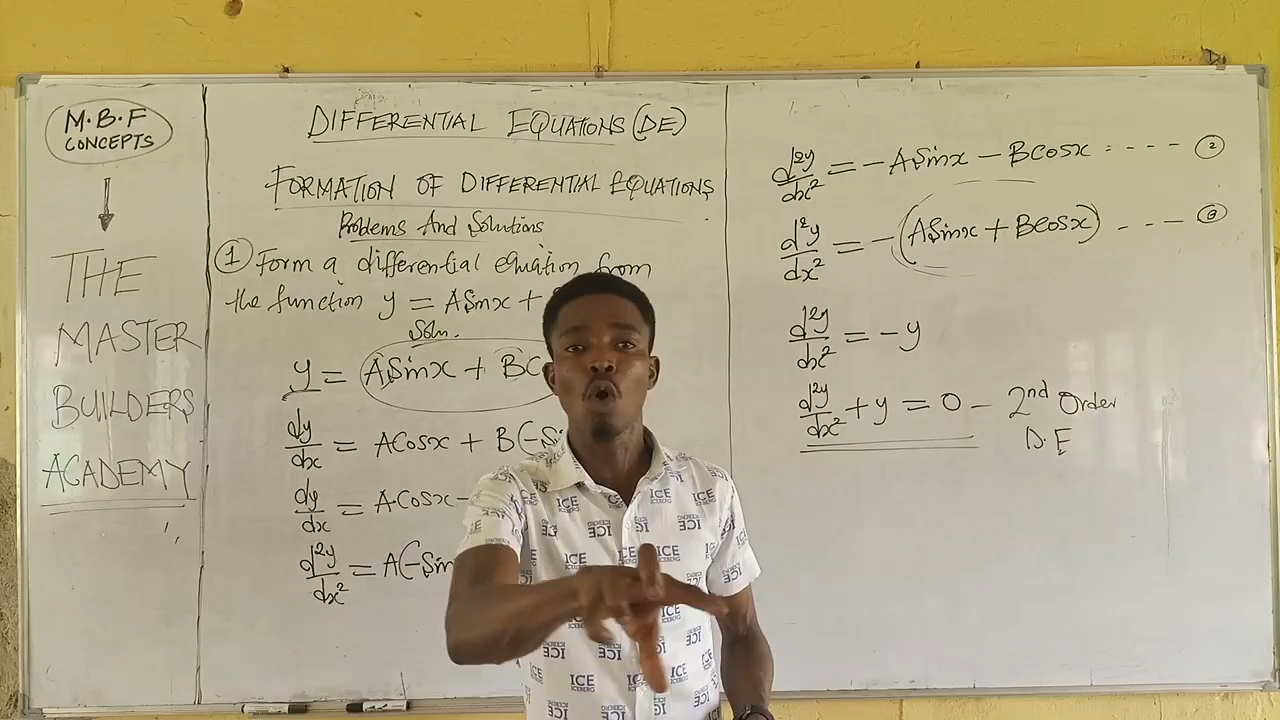 M.B.F
CONCEPTS
THE
MASTER
BUILDERS
ACADEMY
DIFFERENTIAL EQUATIONS (DE)
FORMATION OF DIFFERENTIAL EQUATIONS
Problems And Solutions
① Form a differential equation from
the function y = ASinx +
Soln.
y = ASinx + BC
dy/dx = ACosx + B(-S
dy/dx = ACosx -
d²y/dx² = A(-Sin
d²y/dx² = -ASinx - BCosx ---- ②
d²y/dx² = -(ASinx + BCosx) --- ③
d²y/dx² = -y
d²y/dx² + y = 0 - 2nd Order
D.E
ICE
ICEBERG